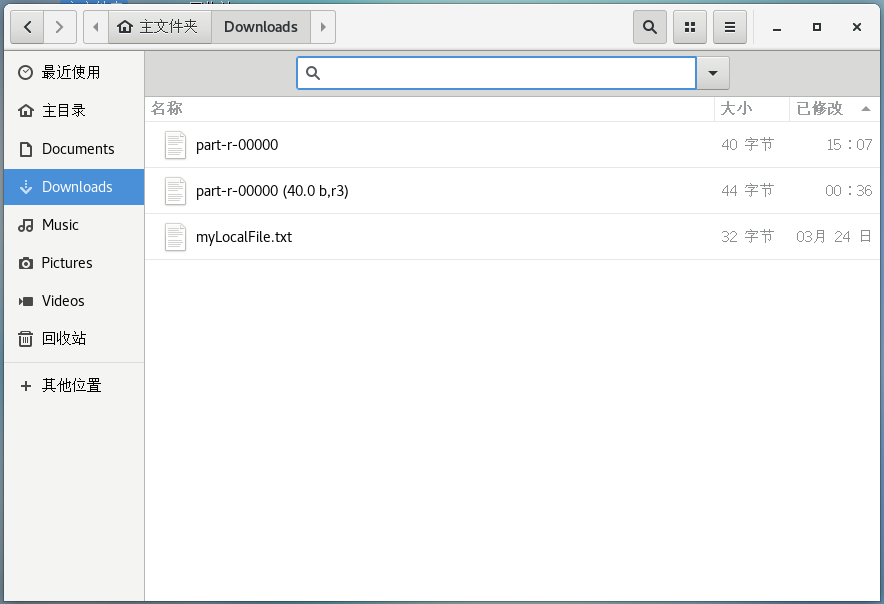 主文件夹 Downloads
最近使用
主目录
Documents
Downloads
Music
Pictures
Videos
回收站
其他位置
名称 大小 已修改
part-r-00000 40 字节 15：07
part-r-00000 (40.0 b,r3) 44 字节 00：36
myLocalFile.txt 32 字节 03月 24 日